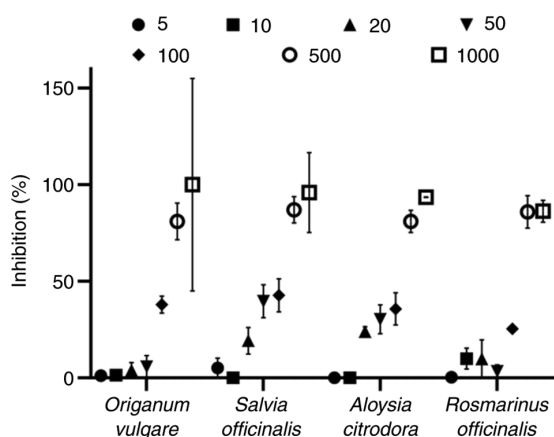 5 10 20 50
100 500 1000
Inhibition (%)
150
100
50
0
Origanum vulgare
Salvia officinalis
Aloysia citrodora
Rosmarinus officinalis